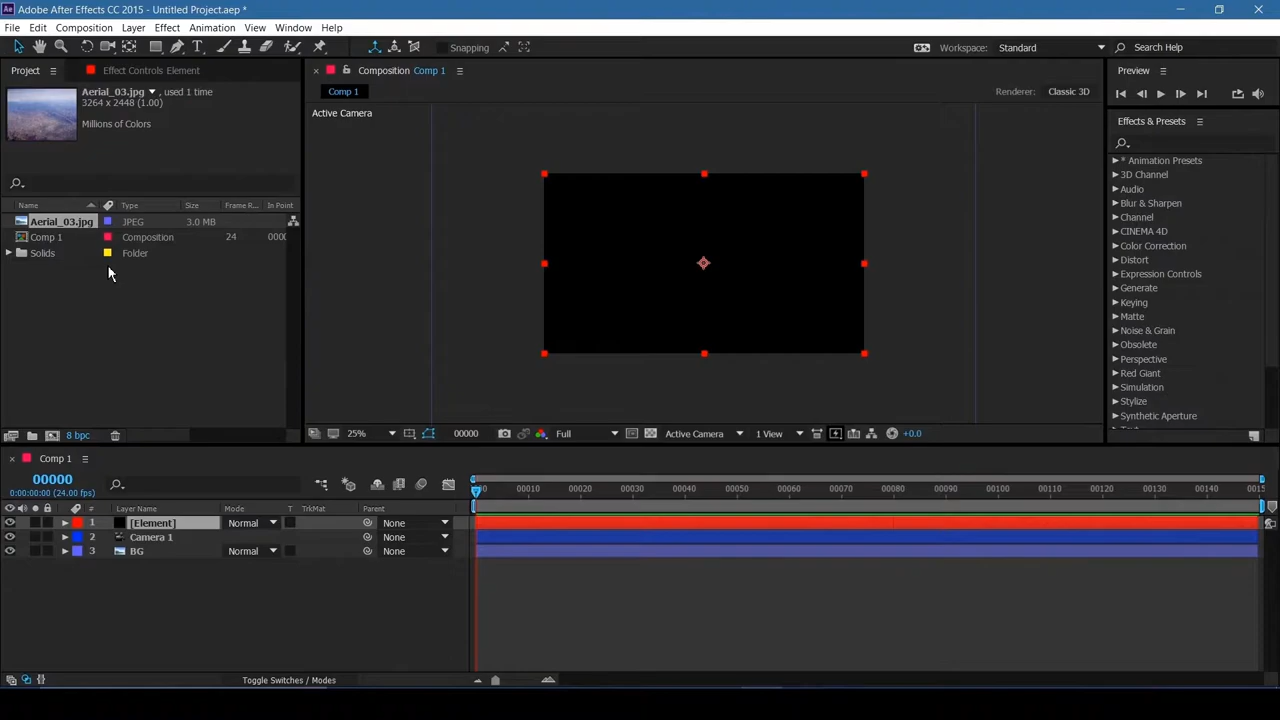 Ae Adobe After Effects CC 2015 - Untitled Project.aep *
File Edit Composition Layer Effect Animation View Window Help
T Snapping Workspace: Standard Search Help
Project Effect Controls Element Composition Comp 1 Preview
Aerial_03.jpg , used 1 time
3264 x 2448 (1.00)
Millions of Colors
Comp 1 Renderer: Classic 3D
Active Camera
Effects & Presets
* Animation Presets
3D Channel
Audio
Blur & Sharpen
Channel
CINEMA 4D
Color Correction
Distort
Expression Controls
Generate
Keying
Matte
Noise & Grain
Obsolete
Perspective
Red Giant
Simulation
Stylize
Synthetic Aperture
Name Type Size Frame R... In Point
Aerial_03.jpg JPEG 3.0 MB
Comp 1 Composition 24
Solids Folder
8 bpc 25% 00000 Full Active Camera 1 View +0.0
Comp 1
00000
0:00:00:00 (24.00 fps)
00010 00020 00030 00040 00050 00060 00070 00080 00090 00100 00110 00120 00130 00140 0015
# Layer Name Mode T TrkMat Parent
1 [Element] Normal None
2 Camera 1 None
3 BG Normal None
Toggle Switches / Modes